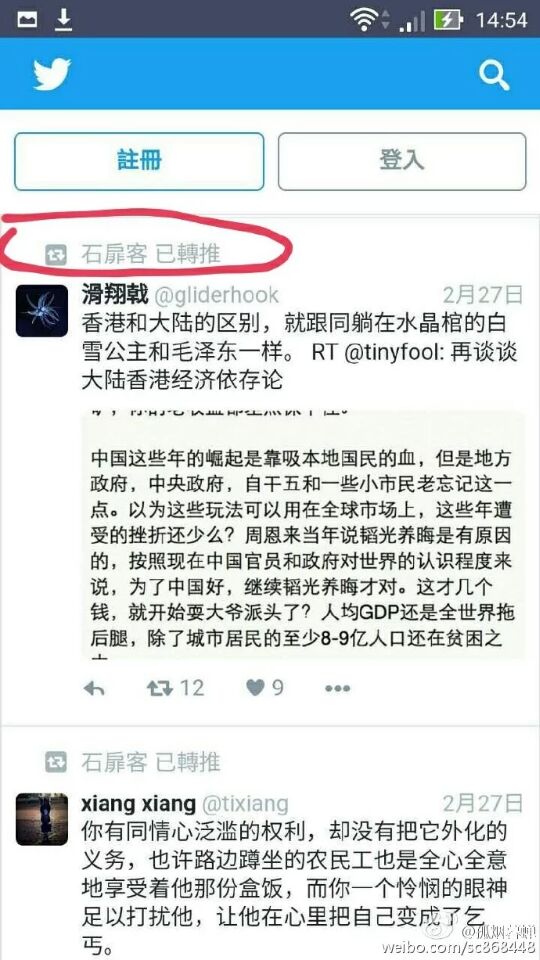 14:54
註冊
登入
石扉客 已轉推
滑翔戟 @gliderhook
2月27日
香港和大陆的区别，就跟同躺在水晶棺的白
雪公主和毛泽东一样。 RT @tinyfool: 再谈谈
大陆香港经济依存论
中国这些年的崛起是靠吸本地国民的血，但是地方
政府，中央政府，自干五和一些小市民老忘记这一
点。以为这些玩法可以用在全球市场上，这些年遭
受的挫折还少么？周恩来当年说韬光养晦是有原因
的，按照现在中国官员和政府对世界的认识程度来
说，为了中国好，继续韬光养晦才对。这才几个
钱，就开始耍大爷派头了？人均GDP还是全世界拖
后腿，除了城市居民的至少8-9亿人口还在贫困之
12
9
石扉客 已轉推
xiang xiang @tixiang
2月27日
你有同情心泛滥的权利，却没有把它外化的
义务，也许路边蹲坐的农民工也是全心全意
地享受着他那份盒饭，而你一个怜悯的眼神
足以打扰他，让他在心里把自己变成了乞
丐。
weibo.com/sc868448